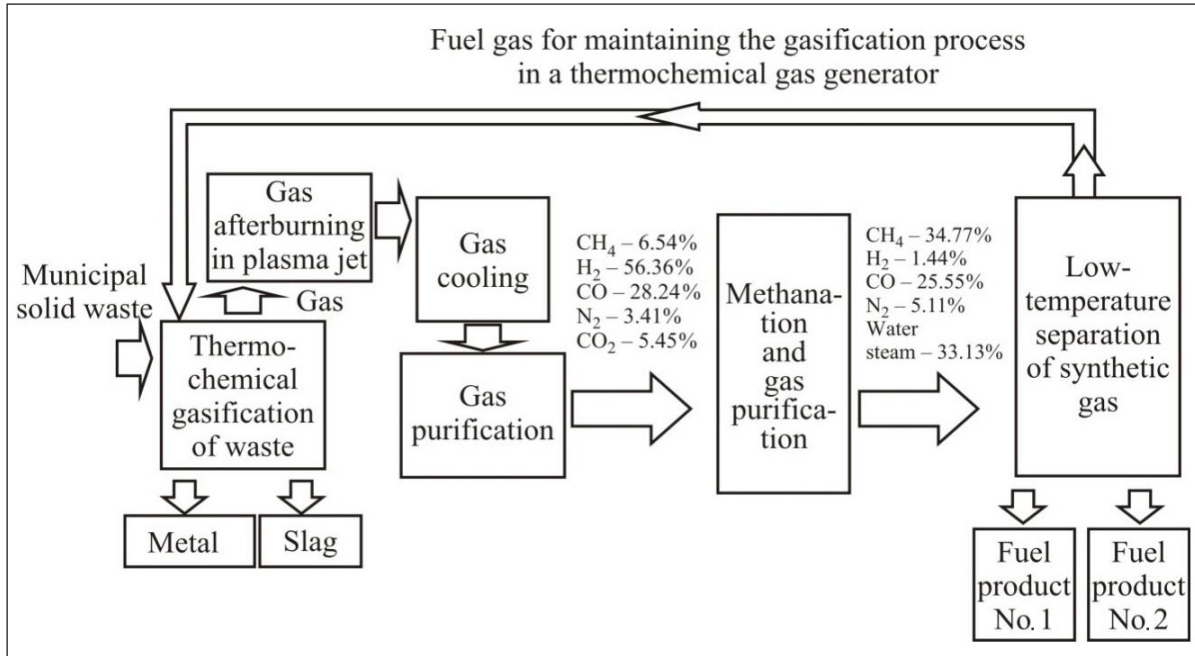 Fuel gas for maintaining the gasification process
in a thermochemical gas generator
Municipal
solid waste
Gas
afterburning
in plasma jet
Gas
Thermo-
chemical
gasification
of waste
Metal
Slag
Gas
cooling
Gas
purification
CH₄ – 6.54%
H₂ – 56.36%
CO – 28.24%
N₂ – 3.41%
CO₂ – 5.45%
Methana-
tion
and
gas
purifica-
tion
CH₄ – 34.77%
H₂ – 1.44%
CO – 25.55%
N₂ – 5.11%
Water
steam – 33.13%
Low-
temperature
separation
of synthetic
gas
Fuel
product
No. 1
Fuel
product
No. 2